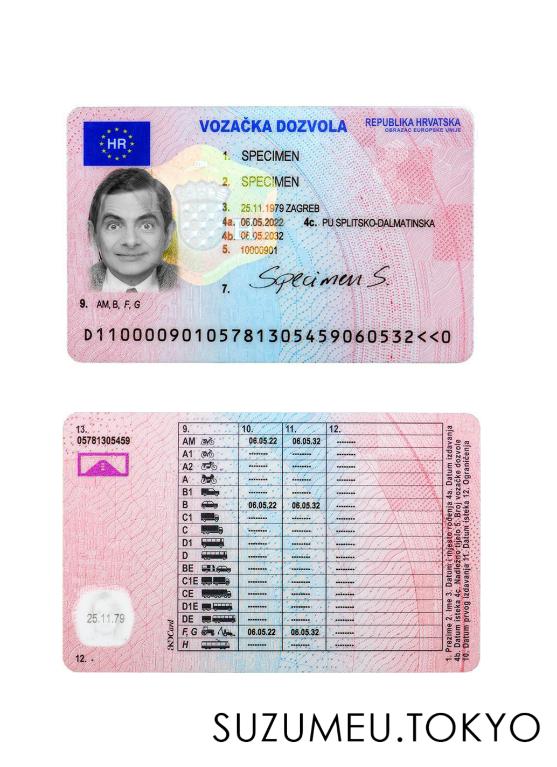 HR
VOZAČKA DOZVOLA
REPUBLIKA HRVATSKA
OBRAZAC EUROPSKE UNIJE
1. SPECIMEN
2. SPECIMEN
3. 25.11.1979 ZAGREB
4a. 06.05.2022 4c. PU SPLITSKO-DALMATINSKA
4b. 06.05.2032
5. 10000901
7. Specimen S.
9. AM, B, F, G
D11000090105781305459060532<<0
13.
05781305459
9. 10. 11. 12.
AM 06.05.22 06.05.32 --------
A1 -------- -------- --------
A2 -------- -------- --------
A -------- -------- --------
B1 -------- -------- --------
B 06.05.22 06.05.32 --------
C1 -------- -------- --------
C -------- -------- --------
D1 -------- -------- --------
D -------- -------- --------
BE -------- -------- --------
C1E -------- -------- --------
CE -------- -------- --------
D1E -------- -------- --------
DE -------- -------- --------
F, G 06.05.22 06.05.32 --------
H -------- -------- --------
1. Prezime 2. Ime 3. Datum i mjesto rođenja 4a. Datum izdavanja
4b. Datum isteka 4c. Nadležno tijelo 5. Broj vozačke dozvole
10. Datum prvog izdavanja 11. Datum isteka 12. Ograničenja
25.11.79
12. -
SUZUMEU.TOKYO